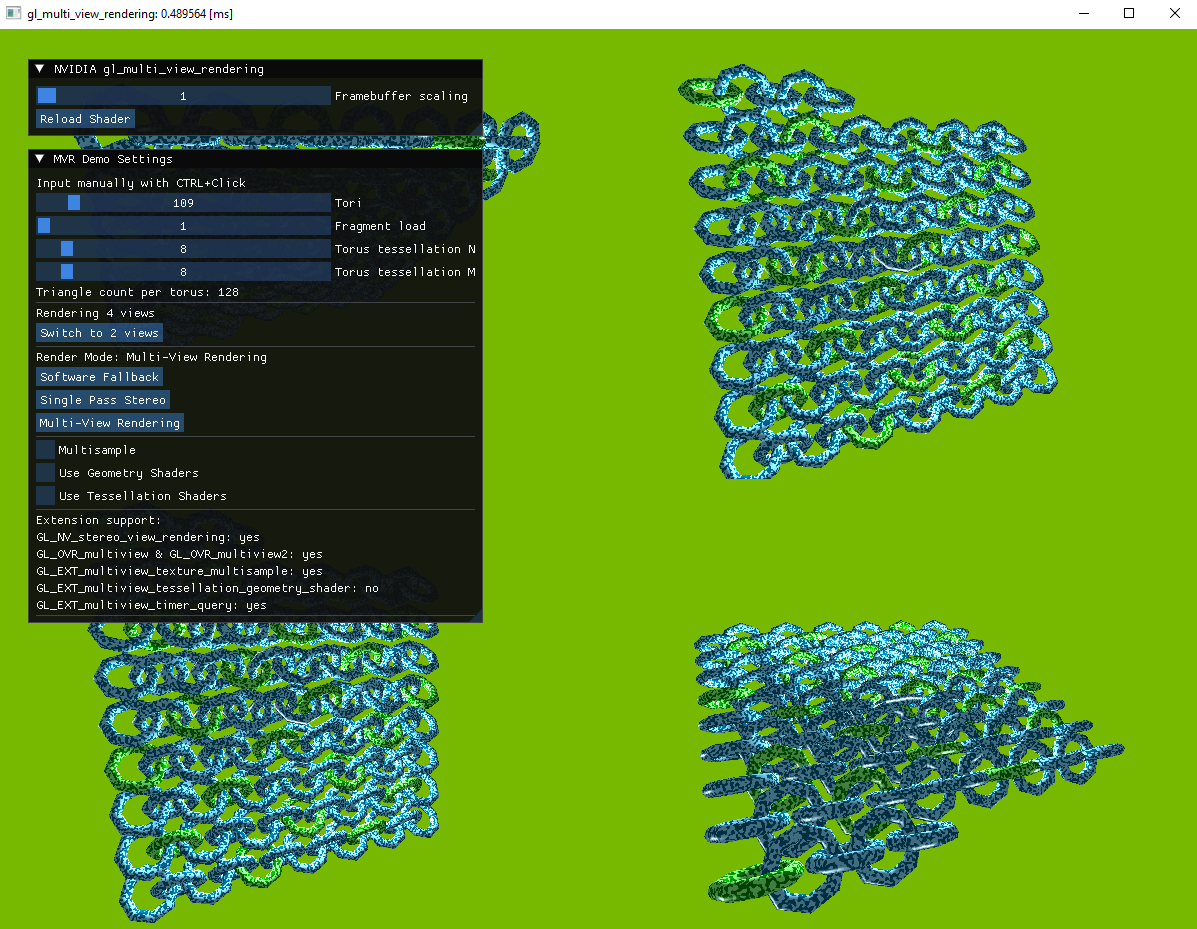 gl_multi_view_rendering: 0.489564 [ms]
NVIDIA gl_multi_view_rendering
1 Framebuffer scaling
Reload Shader
MVR Demo Settings
Input manually with CTRL+Click
109 Tori
1 Fragment load
8 Torus tessellation N
8 Torus tessellation M
Triangle count per torus: 128
Rendering 4 views
Switch to 2 views
Render Mode: Multi-View Rendering
Software Fallback
Single Pass Stereo
Multi-View Rendering
Multisample
Use Geometry Shaders
Use Tessellation Shaders
Extension support:
GL_NV_stereo_view_rendering: yes
GL_OVR_multiview & GL_OVR_multiview2: yes
GL_EXT_multiview_texture_multisample: yes
GL_EXT_multiview_tessellation_geometry_shader: no
GL_EXT_multiview_timer_query: yes